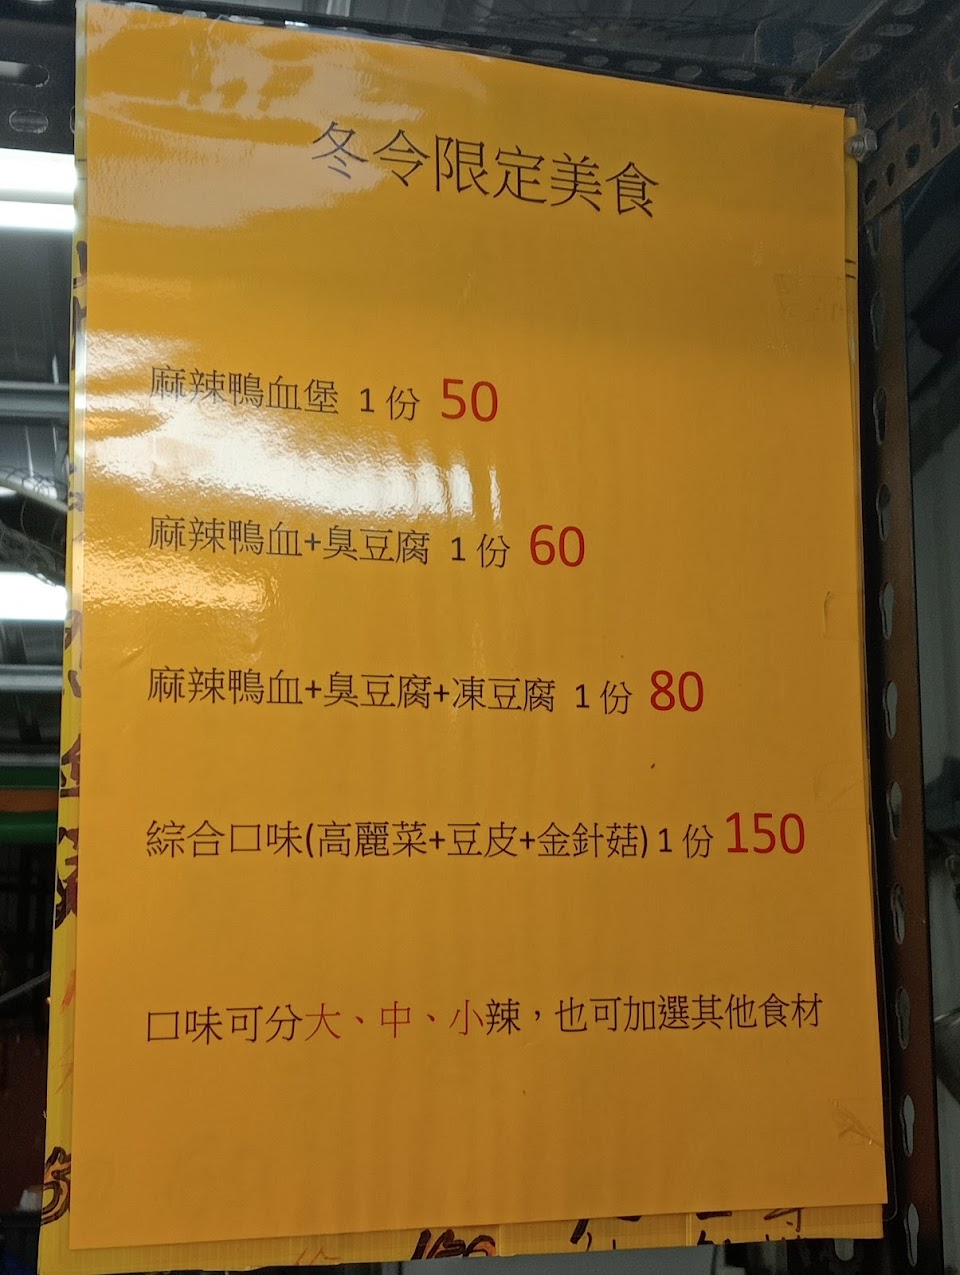 冬令限定美食
麻辣鴨血堡 1份 50
麻辣鴨血+臭豆腐 1份 60
麻辣鴨血+臭豆腐+凍豆腐 1份 80
綜合口味(高麗菜+豆皮+金針菇) 1份 150
口味可分大、中、小辣，也可加選其他食材